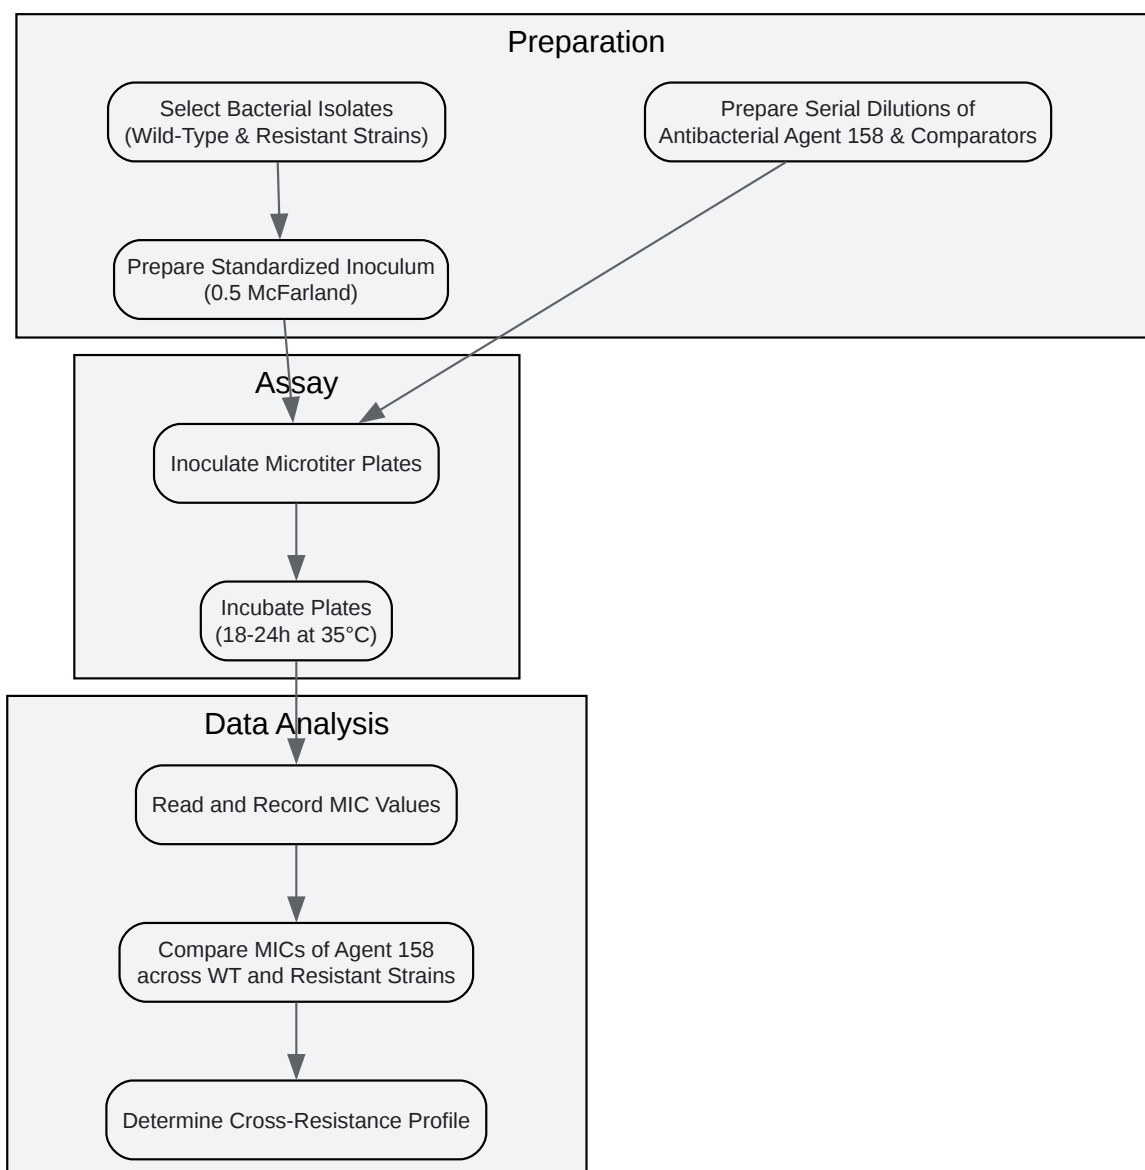 Preparation
Select Bacterial Isolates
(Wild-Type & Resistant Strains)
Prepare Serial Dilutions of
Antibacterial Agent 158 & Comparators
Prepare Standardized Inoculum
(0.5 McFarland)
Assay
Inoculate Microtiter Plates
Incubate Plates
(18-24h at 35°C)
Data Analysis
Read and Record MIC Values
Compare MICs of Agent 158
across WT and Resistant Strains
Determine Cross-Resistance Profile